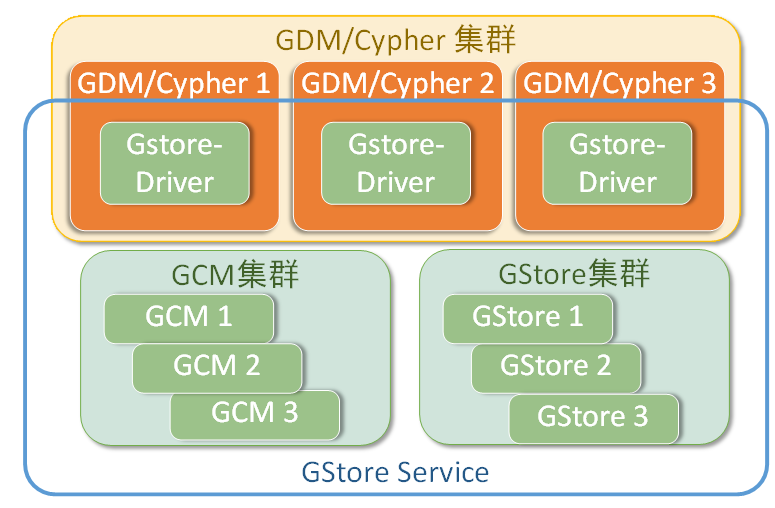 GDM/Cypher 集群
GDM/Cypher 1
GDM/Cypher 2
GDM/Cypher 3
Gstore-
Driver
Gstore-
Driver
Gstore-
Driver
GCM集群
GCM 1
GCM 2
GCM 3
GStore集群
GStore 1
GStore 2
GStore 3
GStore Service